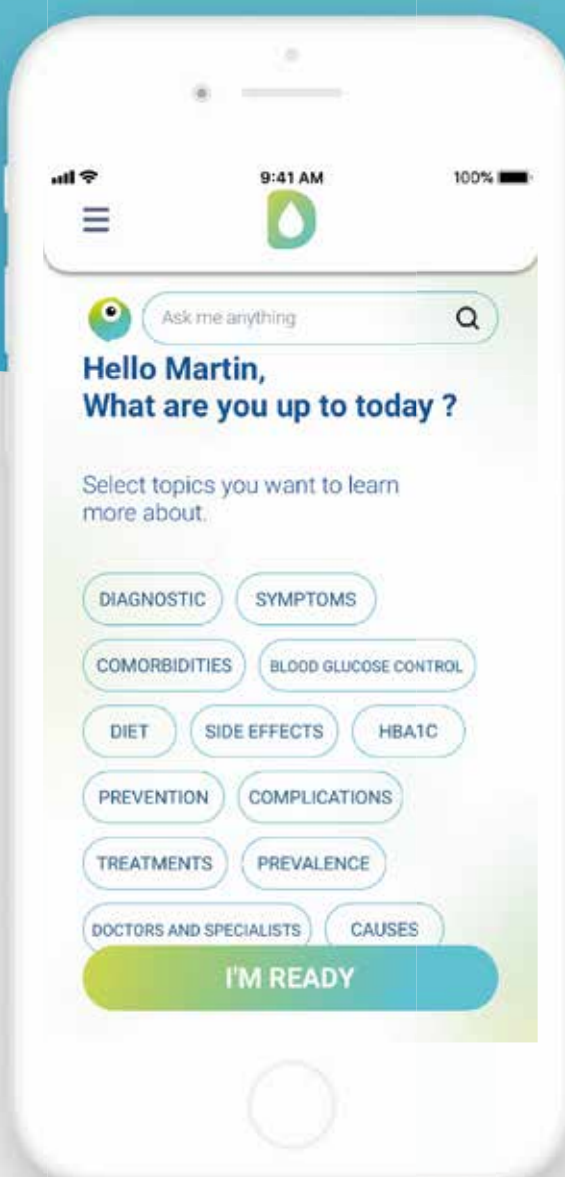 9:41 AM 100%
D
Ask me anything
Hello Martin,
What are you up to today ?
Select topics you want to learn
more about.
DIAGNOSTIC SYMPTOMS
COMORBIDITIES BLOOD GLUCOSE CONTROL
DIET SIDE EFFECTS HBA1C
PREVENTION COMPLICATIONS
TREATMENTS PREVALENCE
DOCTORS AND SPECIALISTS CAUSES
I'M READY